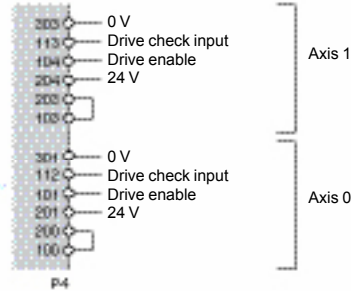 303 0 V
113 Drive check input
104 Drive enable
204 24 V
203
103
Axis 1
301 0 V
112 Drive check input
101 Drive enable
201 24 V
200
100
Axis 0
P4